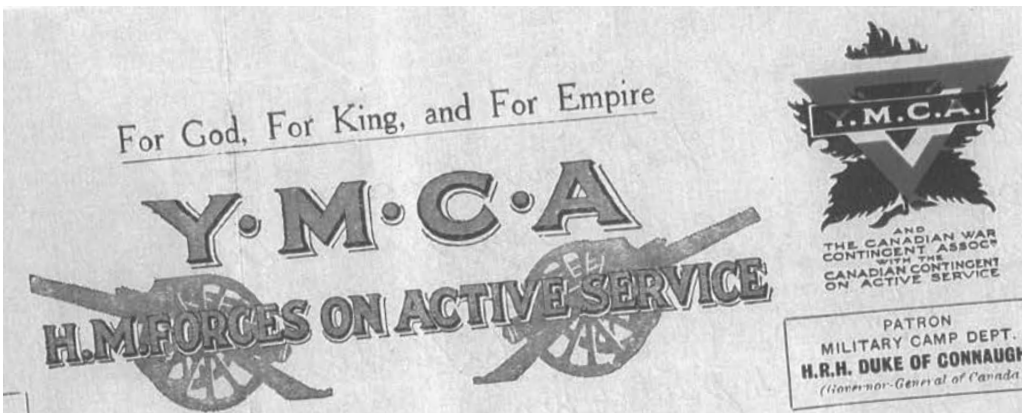 For God, For King, and For Empire
Y·M·C·A
H.M. FORCES ON ACTIVE SERVICE
Y.M.C.A.
AND
THE CANADIAN WAR
CONTINGENT ASSOCN
WITH THE
CANADIAN CONTINGENT
ON ACTIVE SERVICE
PATRON
MILITARY CAMP DEPT.
H.R.H. DUKE OF CONNAUGH
(Governor-General of Canada